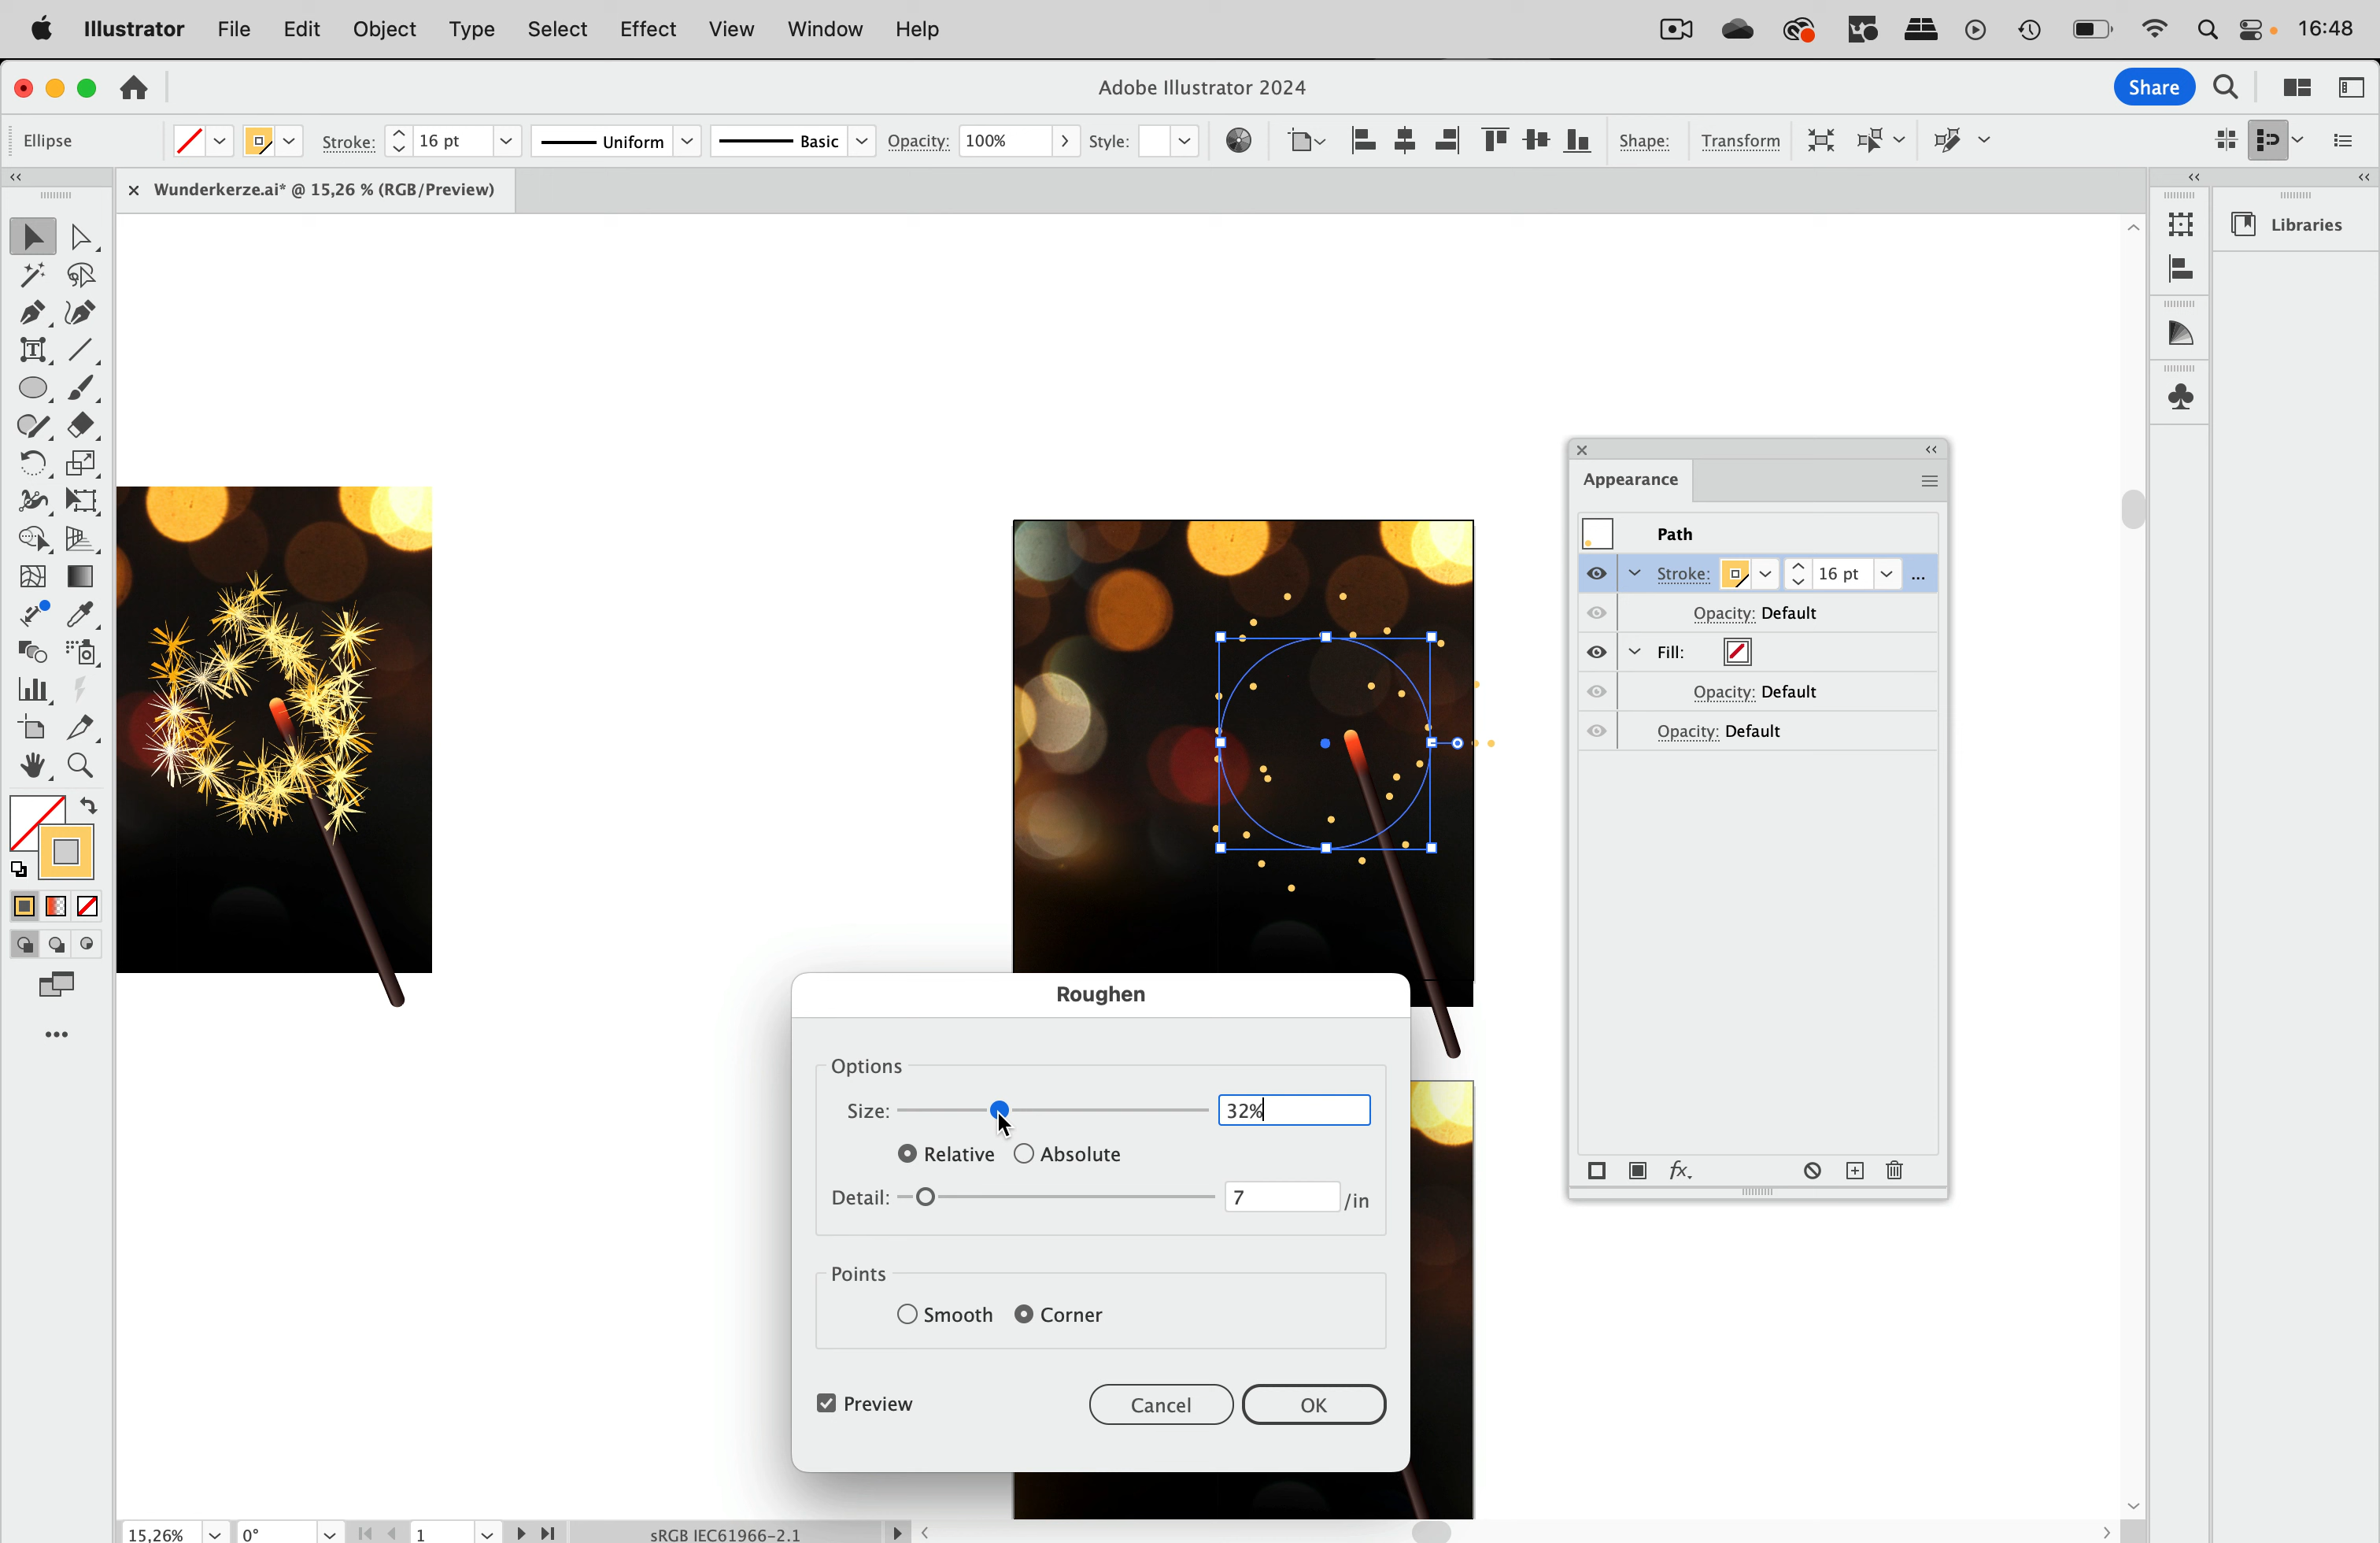 Illustrator File Edit Object Type Select Effect View Window Help 16:48
Adobe Illustrator 2024 Share
Ellipse Stroke: 16 pt Uniform Basic Opacity: 100% Style: Shape: Transform
Wunderkerze.ai* @ 15,26 % (RGB/Preview)
Libraries
Appearance
Path
Stroke: 16 pt ...
Opacity: Default
Fill:
Opacity: Default
Opacity: Default
fx
Roughen
Options
Size: 32%
Relative Absolute
Detail: 7 /in
Points
Smooth Corner
Preview Cancel OK
15,26% 0° 1 sRGB IEC61966-2.1